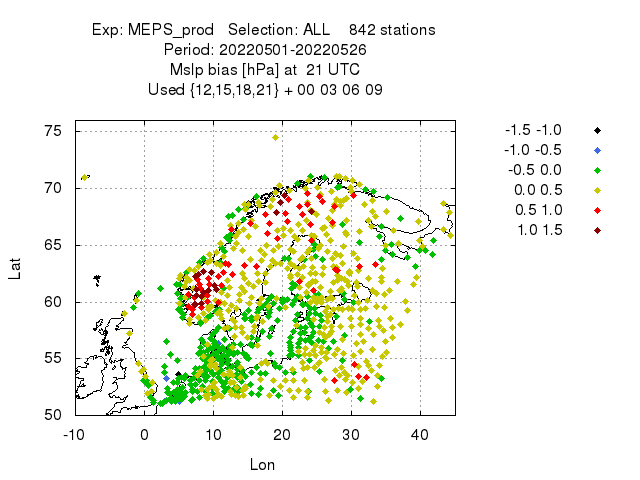 Exp: MEPS_prod   Selection: ALL    842 stations
Period: 20220501-20220526
Mslp bias [hPa] at  21 UTC
Used {12,15,18,21} + 00 03 06 09
-1.5 -1.0
-1.0 -0.5
-0.5 0.0
0.0 0.5
0.5 1.0
1.0 1.5
Lat
75
70
65
60
55
50
-10 0 10 20 30 40
Lon